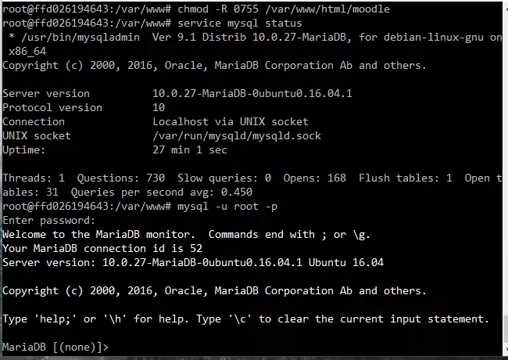 root@ffd026194643:/var/www# chmod -R 0755 /var/www/html/moodle
root@ffd026194643:/var/www# service mysql status
 * /usr/bin/mysqladmin  Ver 9.1 Distrib 10.0.27-MariaDB, for debian-linux-gnu on
x86_64
Copyright (c) 2000, 2016, Oracle, MariaDB Corporation Ab and others.

Server version          10.0.27-MariaDB-0ubuntu0.16.04.1
Protocol version        10
Connection              Localhost via UNIX socket
UNIX socket             /var/run/mysqld/mysqld.sock
Uptime:                 27 min 1 sec

Threads: 1  Questions: 730  Slow queries: 0  Opens: 168  Flush tables: 1  Open t
ables: 31  Queries per second avg: 0.450
root@ffd026194643:/var/www# mysql -u root -p
Enter password:
Welcome to the MariaDB monitor.  Commands end with ; or \g.
Your MariaDB connection id is 52
Server version: 10.0.27-MariaDB-0ubuntu0.16.04.1 Ubuntu 16.04

Copyright (c) 2000, 2016, Oracle, MariaDB Corporation Ab and others.

Type 'help;' or '\h' for help. Type '\c' to clear the current input statement.

MariaDB [(none)]>